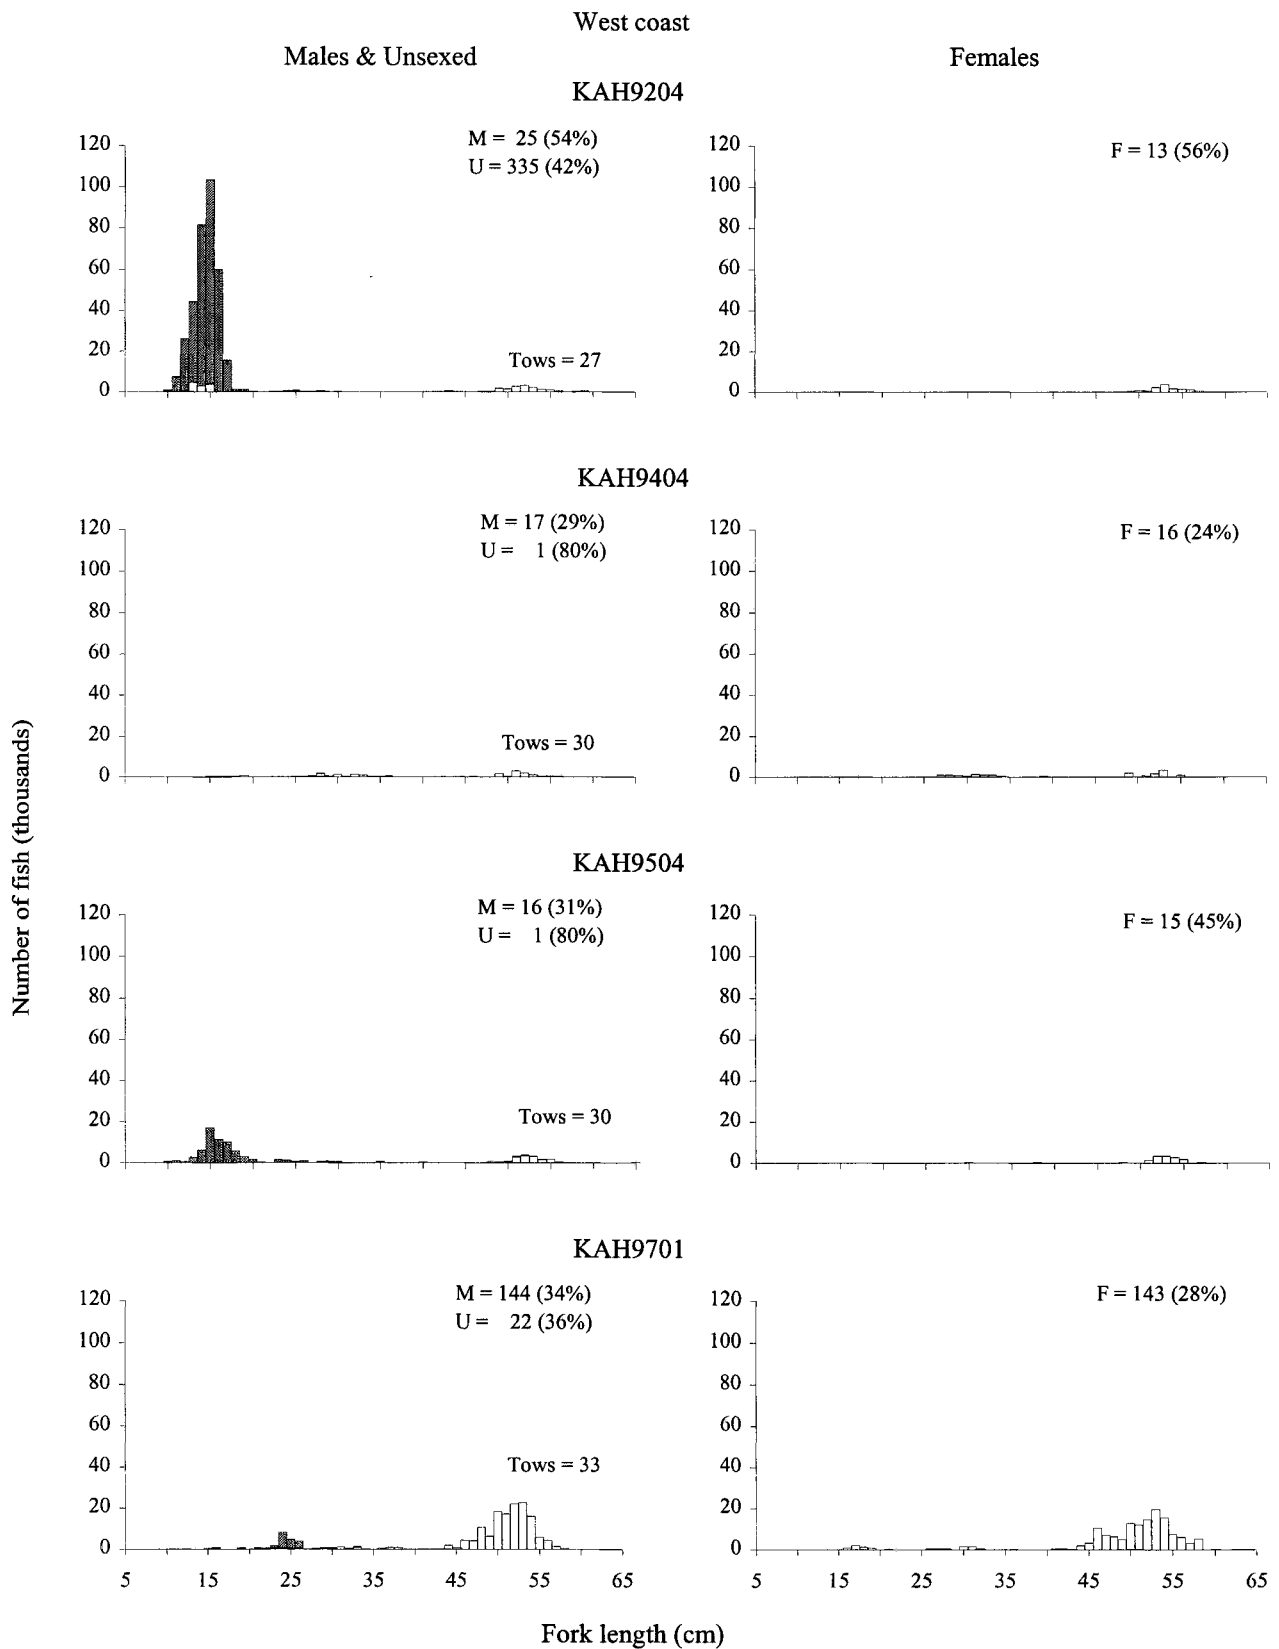 West coast
Males & Unsexed
Females
KAH9204
M = 25 (54%)
U = 335 (42%)
F = 13 (56%)
120
100
80
60
40
20
0
Tows = 27
120
100
80
60
40
20
0
KAH9404
M = 17 (29%)
U = 1 (80%)
F = 16 (24%)
120
100
80
60
40
20
0
Tows = 30
120
100
80
60
40
20
0
KAH9504
M = 16 (31%)
U = 1 (80%)
F = 15 (45%)
120
100
80
60
40
20
0
Tows = 30
120
100
80
60
40
20
0
KAH9701
M = 144 (34%)
U = 22 (36%)
F = 143 (28%)
120
100
80
60
40
20
0
Tows = 33
120
100
80
60
40
20
0
5 15 25 35 45 55 65
5 15 25 35 45 55 65
Number of fish (thousands)
Fork length (cm)